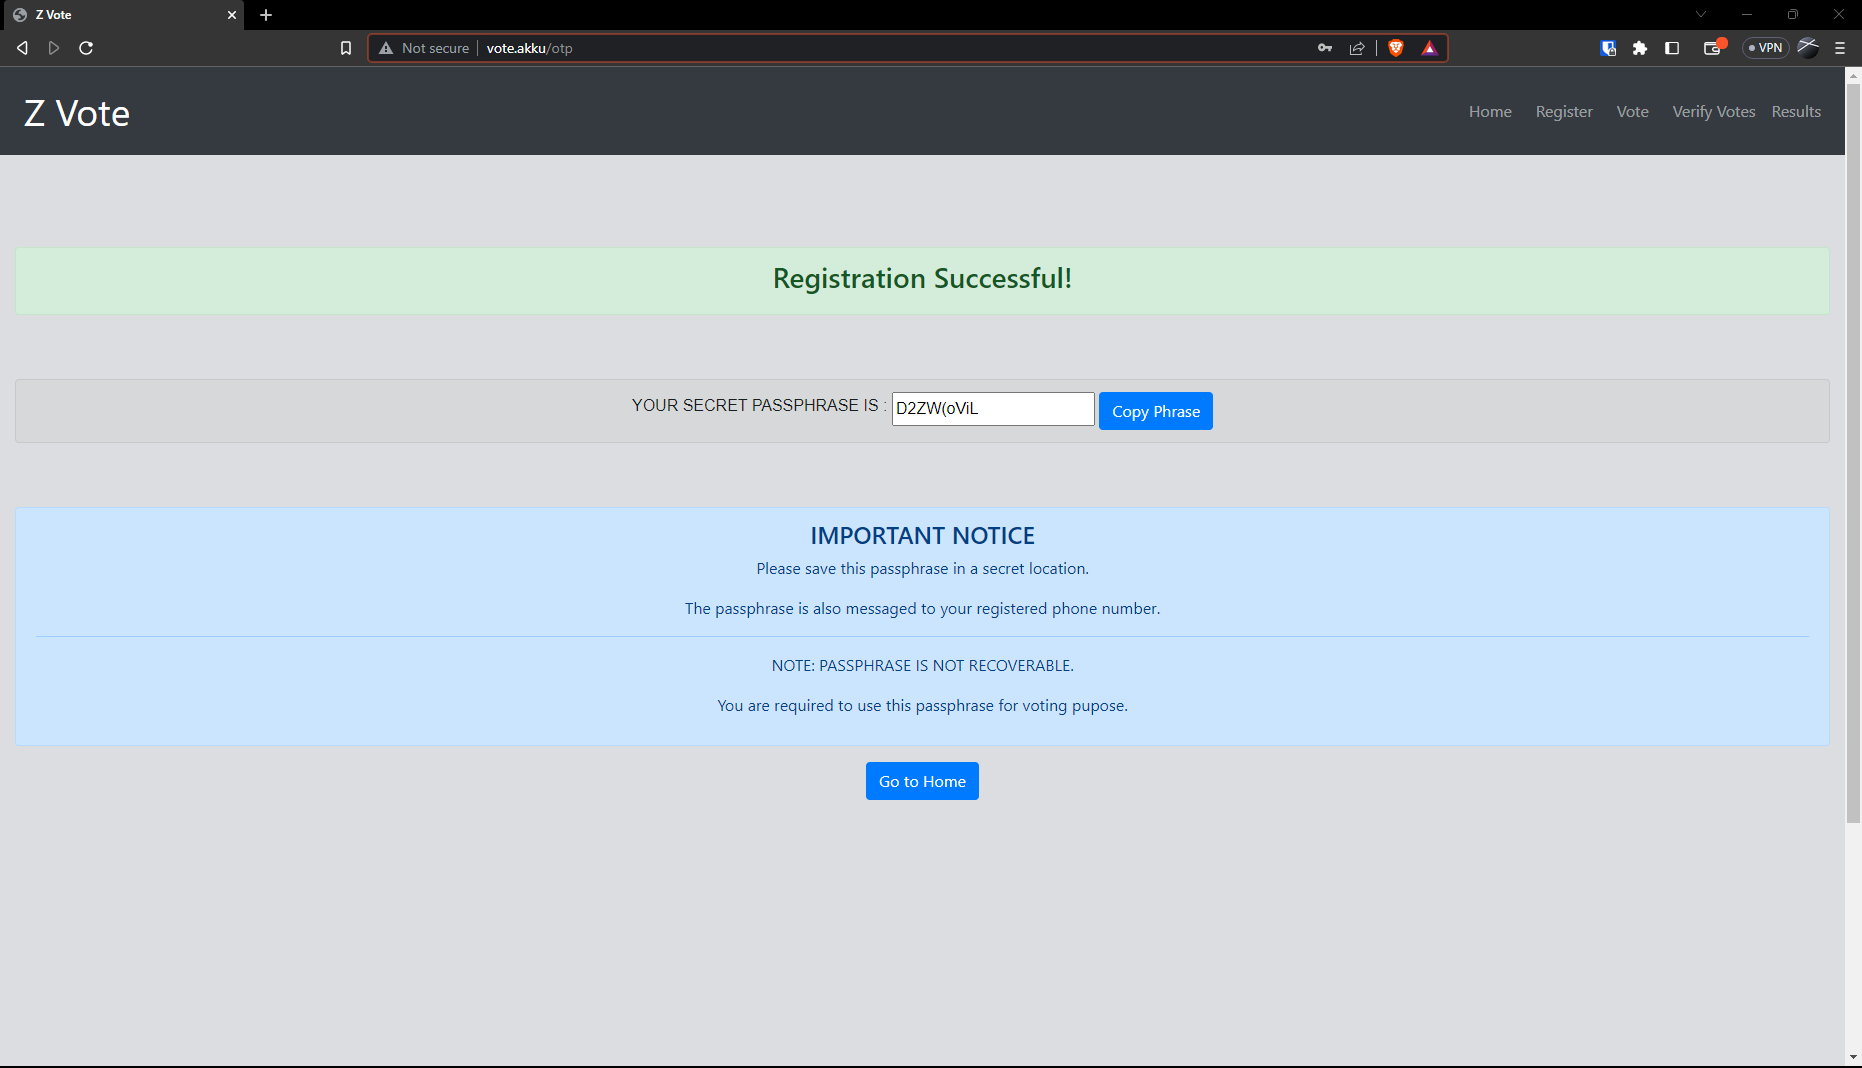 Z Vote
Not secure
vote.akku/otp
VPN
Z Vote
Home Register Vote Verify Votes Results
Registration Successful!
YOUR SECRET PASSPHRASE IS : D2ZW(oViL Copy Phrase
IMPORTANT NOTICE
Please save this passphrase in a secret location.
The passphrase is also messaged to your registered phone number.
NOTE: PASSPHRASE IS NOT RECOVERABLE.
You are required to use this passphrase for voting pupose.
Go to Home